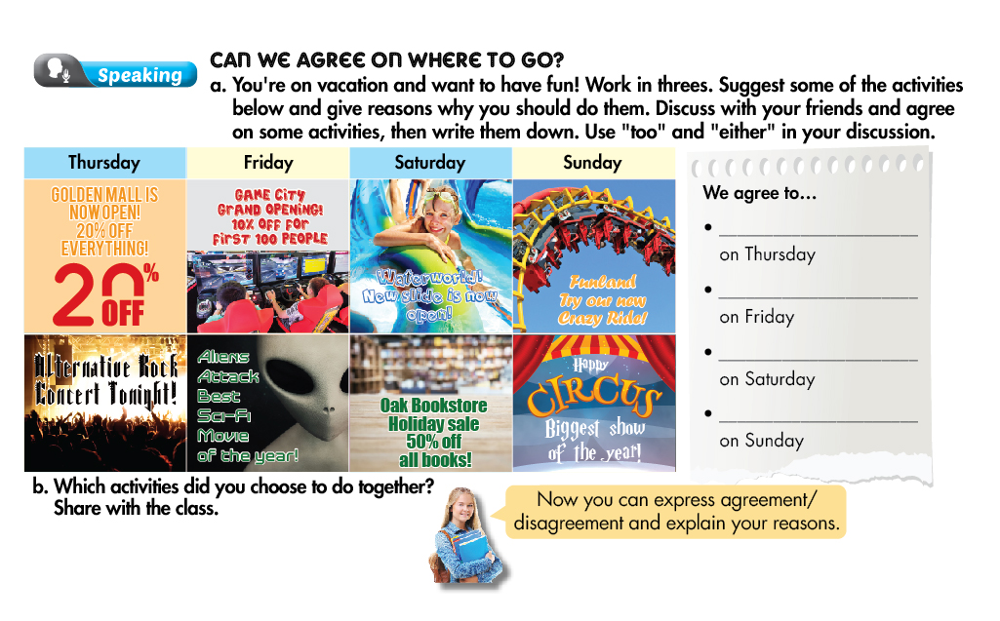 Speaking
CAN WE AGREE ON WHERE TO GO?
a. You're on vacation and want to have fun! Work in threes. Suggest some of the activities
below and give reasons why you should do them. Discuss with your friends and agree
on some activities, then write them down. Use "too" and "either" in your discussion.
Thursday
Friday
Saturday
Sunday
GOLDEN MALL IS
NOW OPEN!
20% OFF
EVERYTHING!
20%
OFF
GAME CITY
GRAND OPENING!
10% OFF FOR
FIRST 100 PEOPLE
Waterworld!
New slide is now
open!
Funland
Try our new
Crazy Ride!
Alternative Rock
Concert Tonight!
Aliens
Attack
Best
Sci-Fi
Movie
of the year!
Oak Bookstore
Holiday sale
50% off
all books!
Happy
CIRCUS
Biggest show
of the year!
We agree to...
• ____________________
on Thursday
• ____________________
on Friday
• ____________________
on Saturday
• ____________________
on Sunday
b. Which activities did you choose to do together?
Share with the class.
Now you can express agreement/
disagreement and explain your reasons.